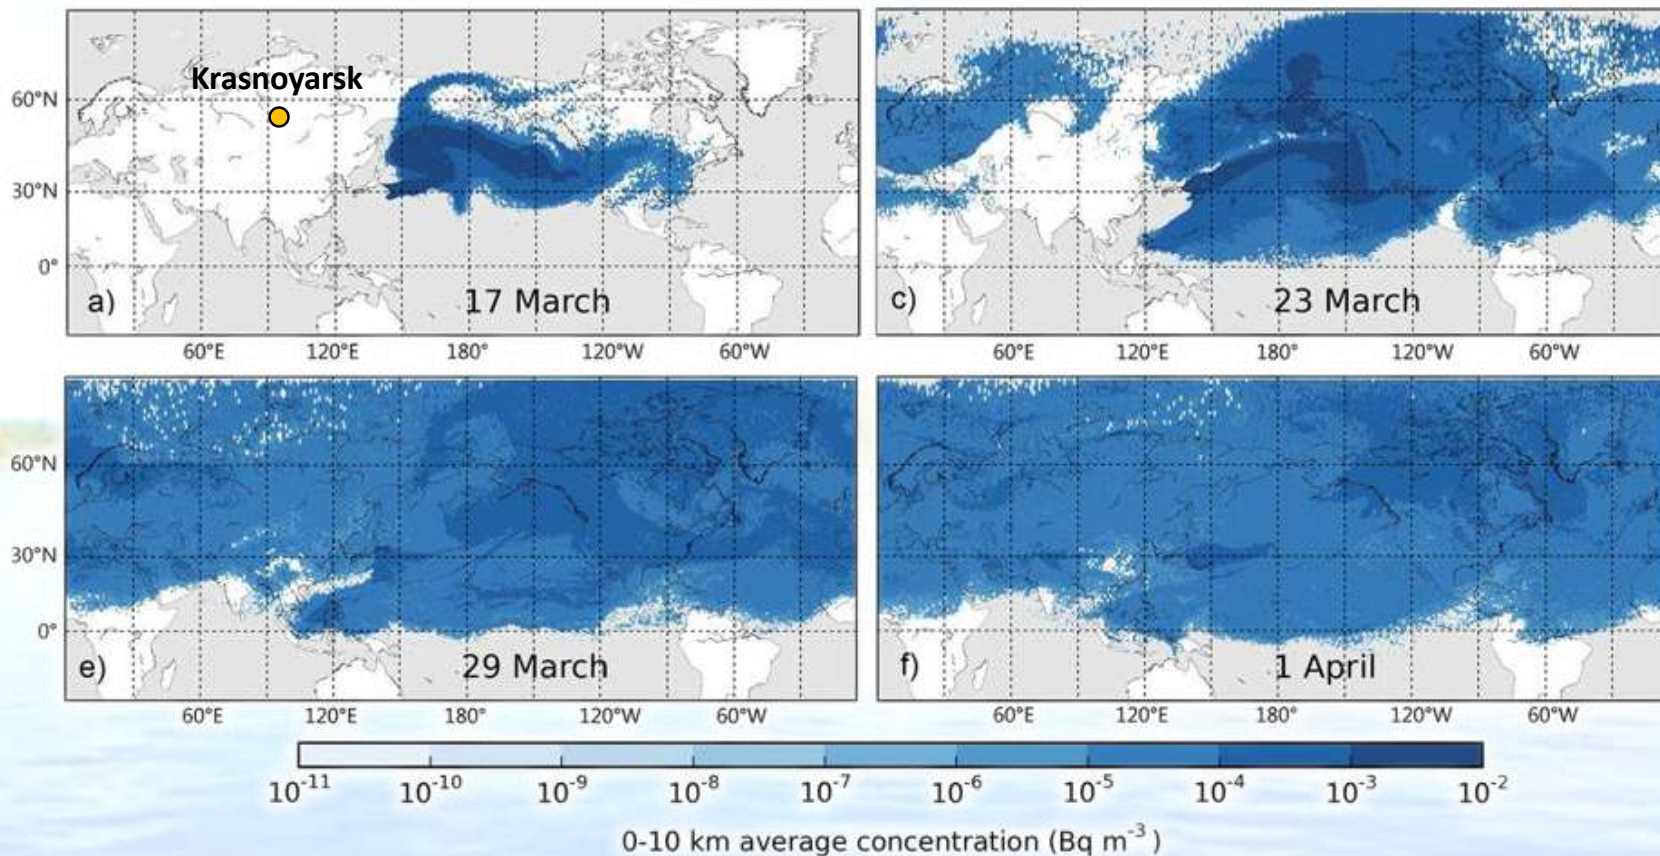 Krasnoyarsk
60°N
30°N
0°
a)
17 March
c)
23 March
60°E 120°E 180° 120°W 60°W
60°E 120°E 180° 120°W 60°W
60°N
30°N
0°
e)
29 March
f)
1 April
60°E 120°E 180° 120°W 60°W
60°E 120°E 180° 120°W 60°W
10⁻¹¹ 10⁻¹⁰ 10⁻⁹ 10⁻⁸ 10⁻⁷ 10⁻⁶ 10⁻⁵ 10⁻⁴ 10⁻³ 10⁻²
0-10 km average concentration (Bq m⁻³ )